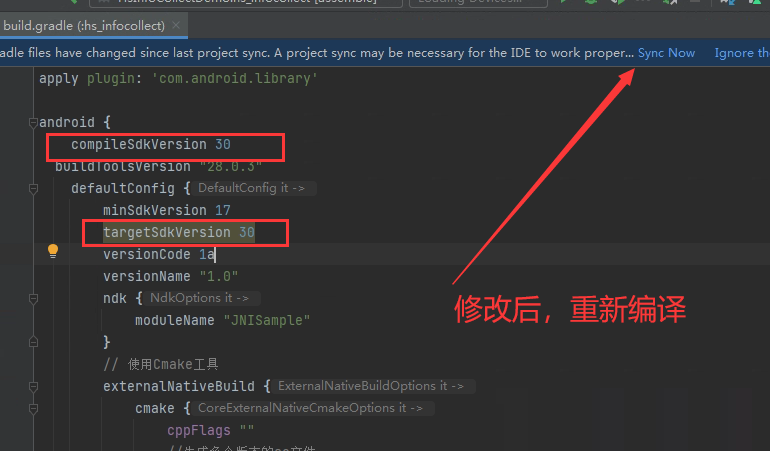 build.gradle (:hs_infocollect)
adle files have changed since last project sync. A project sync may be necessary for the IDE to work proper... Sync Now Ignore th
apply plugin: 'com.android.library'
android {
compileSdkVersion 30
buildToolsVersion "28.0.3"
defaultConfig { DefaultConfig it ->
minSdkVersion 17
targetSdkVersion 30
versionCode 1a
versionName "1.0"
ndk { NdkOptions it ->
修改后，重新编译
moduleName "JNISample"
}
// 使用Cmake工具
externalNativeBuild { ExternalNativeBuildOptions it ->
cmake { CoreExternalNativeCmakeOptions it ->
cppFlags ""